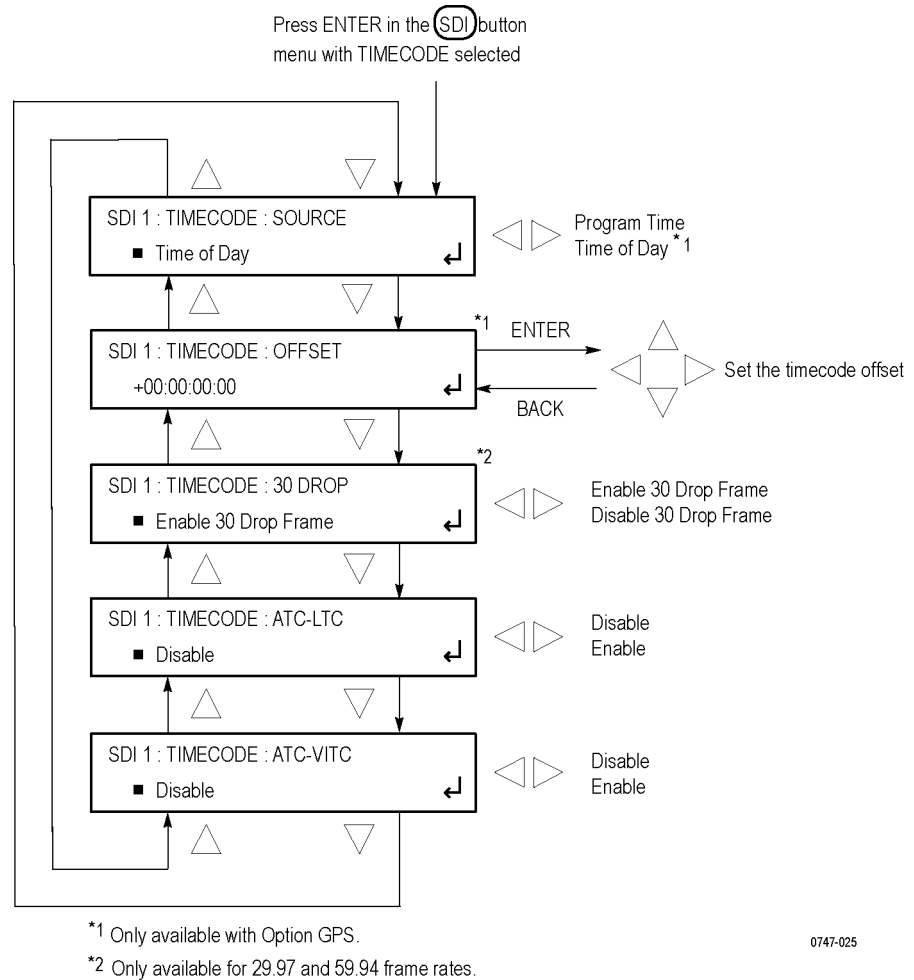 Press ENTER in the SDI button
menu with TIMECODE selected
SDI 1 : TIMECODE : SOURCE
■ Time of Day
Program Time
Time of Day *1
*1
ENTER
SDI 1 : TIMECODE : OFFSET
+00:00:00:00
Set the timecode offset
BACK
*2
SDI 1 : TIMECODE : 30 DROP
■ Enable 30 Drop Frame
Enable 30 Drop Frame
Disable 30 Drop Frame
SDI 1 : TIMECODE : ATC-LTC
■ Disable
Disable
Enable
SDI 1 : TIMECODE : ATC-VITC
■ Disable
Disable
Enable
*1 Only available with Option GPS.
*2 Only available for 29.97 and 59.94 frame rates.
0747-025